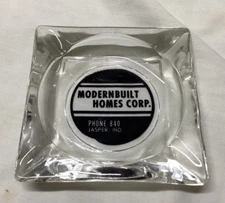 MODERNBUILT
HOMES CORP.
PHONE 840
JASPER, IND.